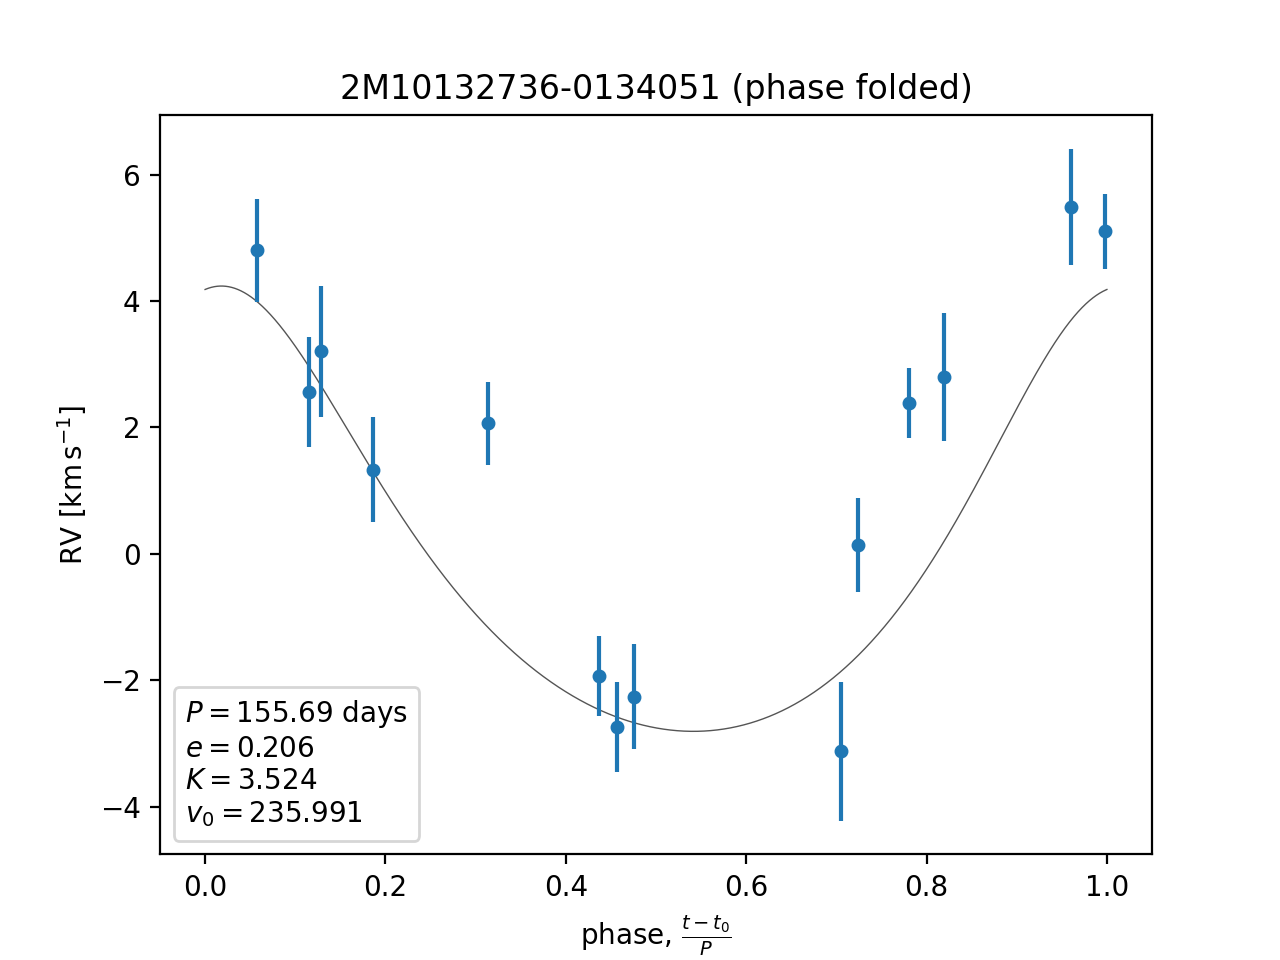 2M10132736-0134051 (phase folded)
RV [km s⁻¹]
6
4
2
0
−2
−4
P = 155.69 days
e = 0.206
K = 3.524
v₀ = 235.991
0.0 0.2 0.4 0.6 0.8 1.0
phase, (t − t₀)/P